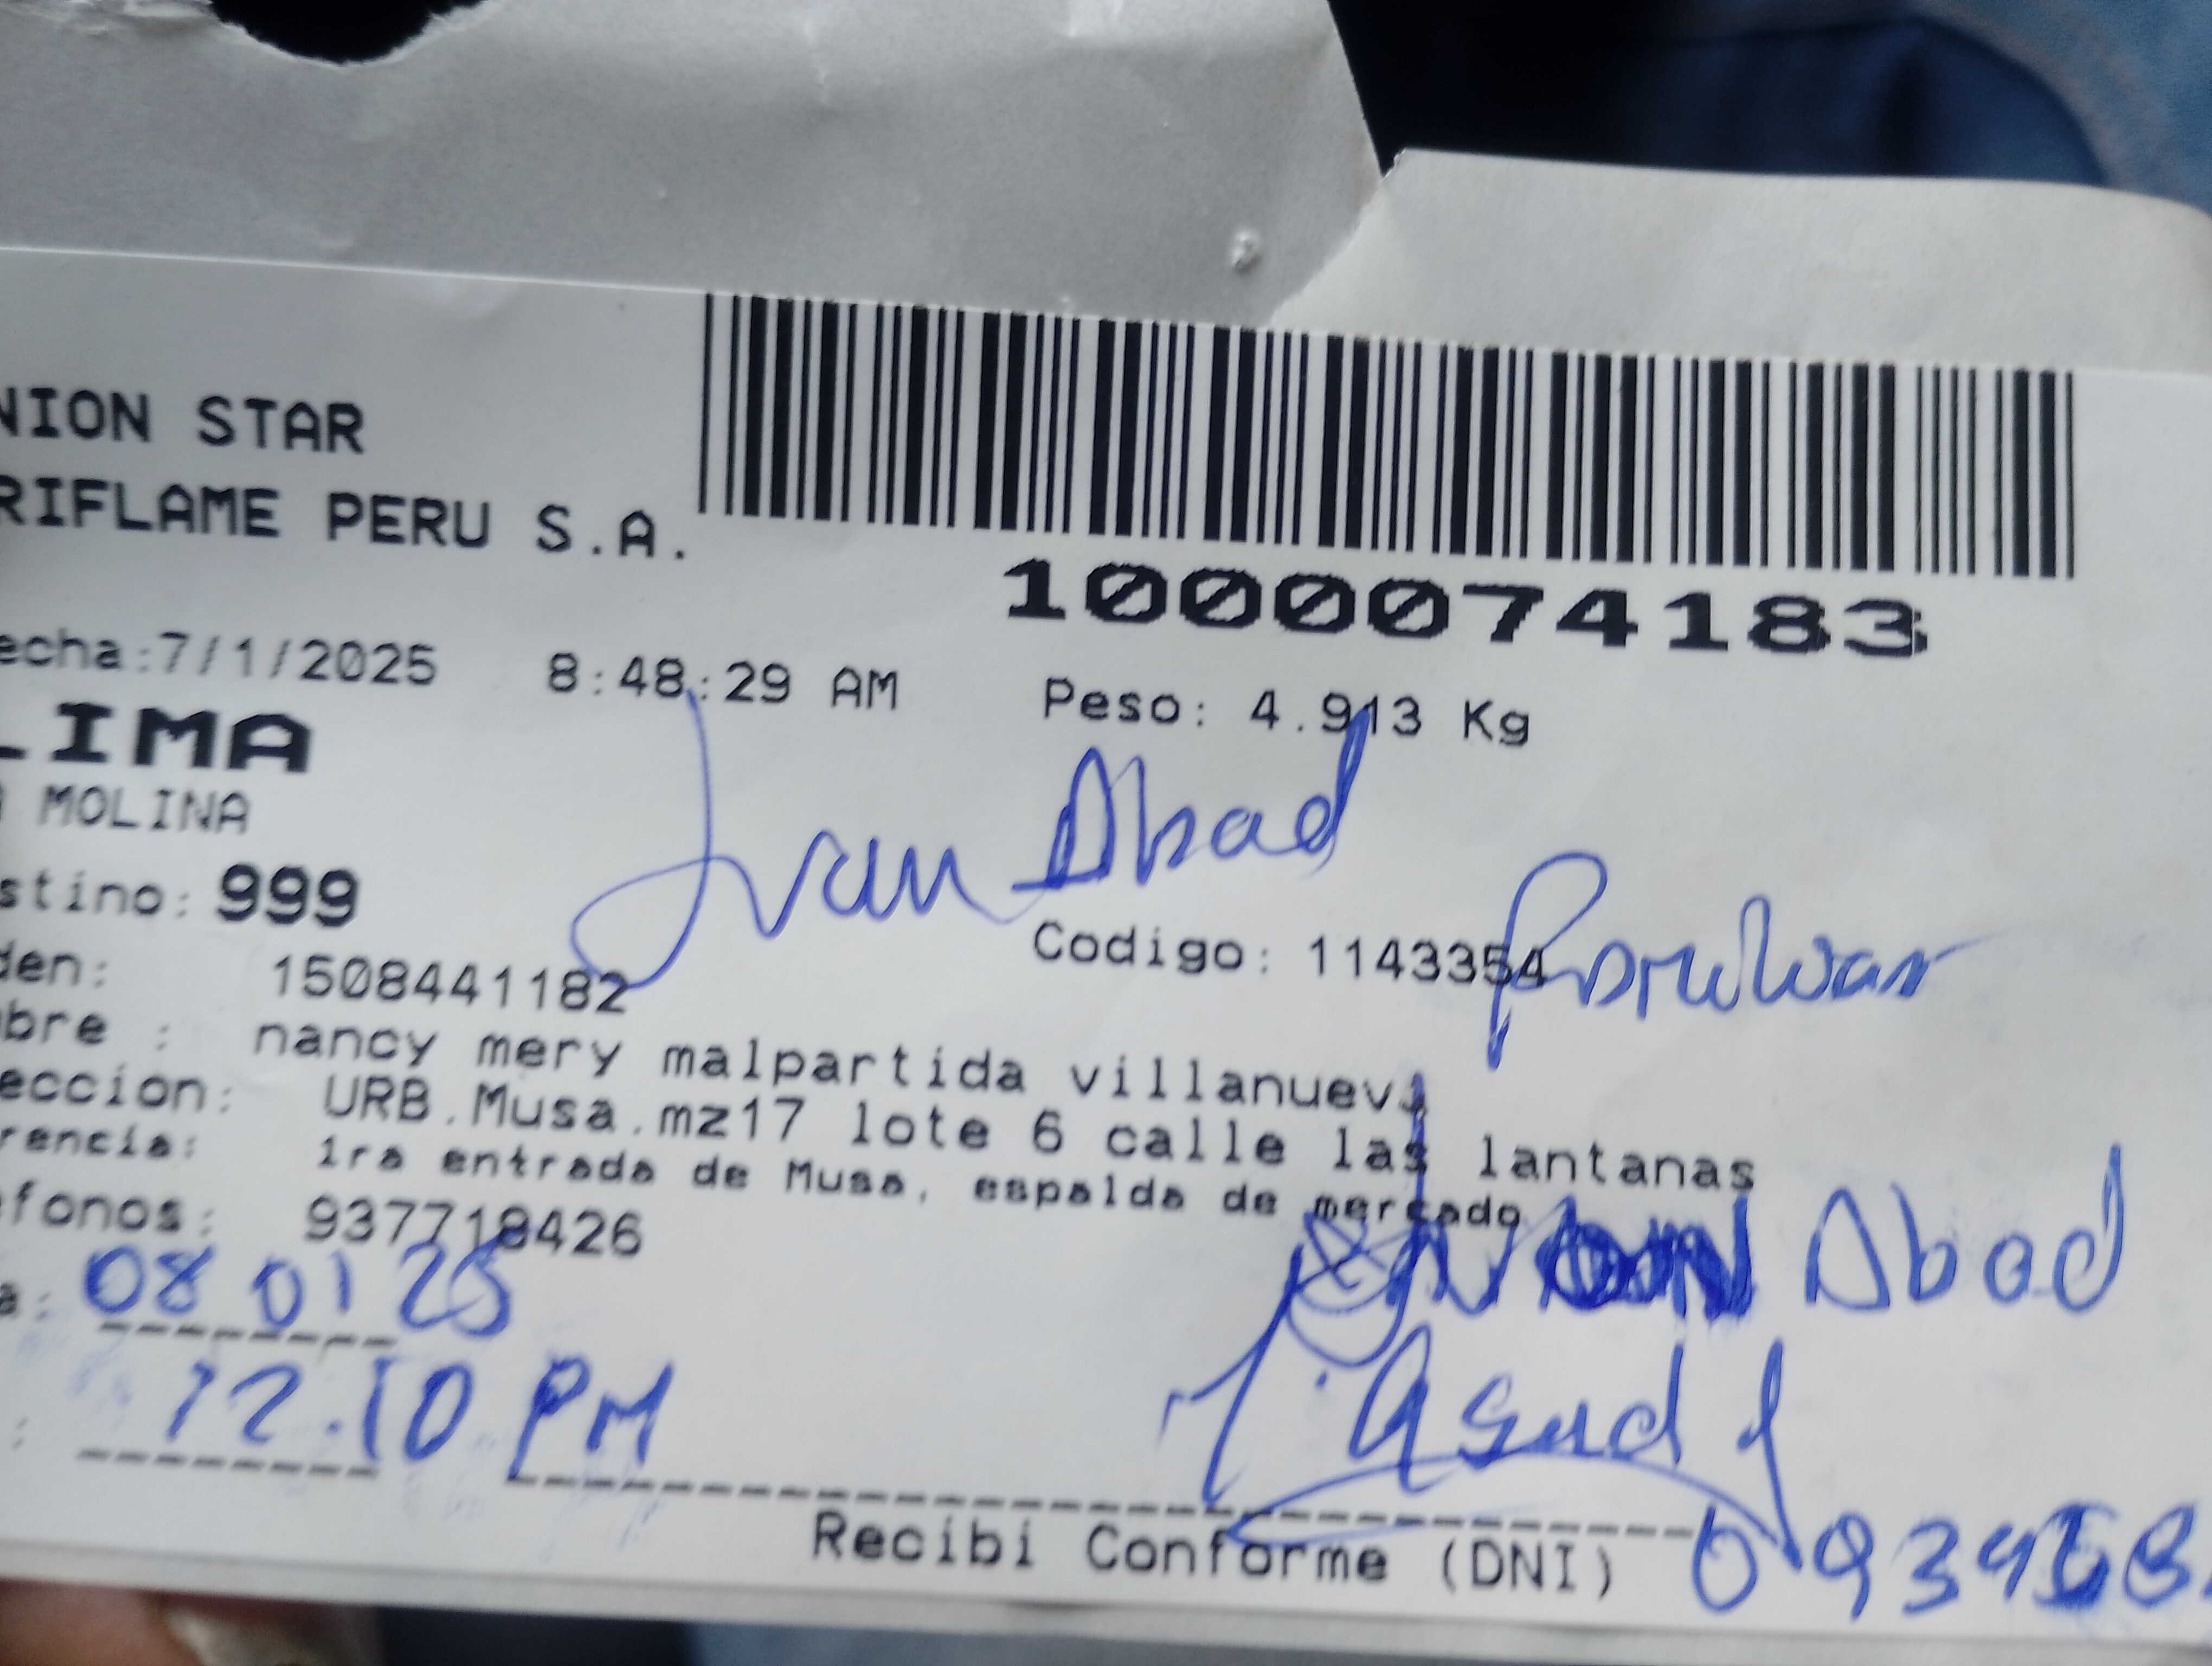 NION STAR
RIFLAME PERU S.A.
1000074183
echa:7/1/2025 8:48:29 AM Peso: 4.913 Kg
LIMA
MOLINA
Ivan Abad
stino: 999
den: 1508441182 Codigo: 1143354
bre : nancy mery malpartida villanueva
eccion: URB.Musa.mz17 lote 6 calle las lantanas
rencia: 1ra entrada de Musa, espalda de mercado
fonos: 937718426
a: 08 01 25 Abad
: 12.10 PM
Recibi Conforme (DNI)